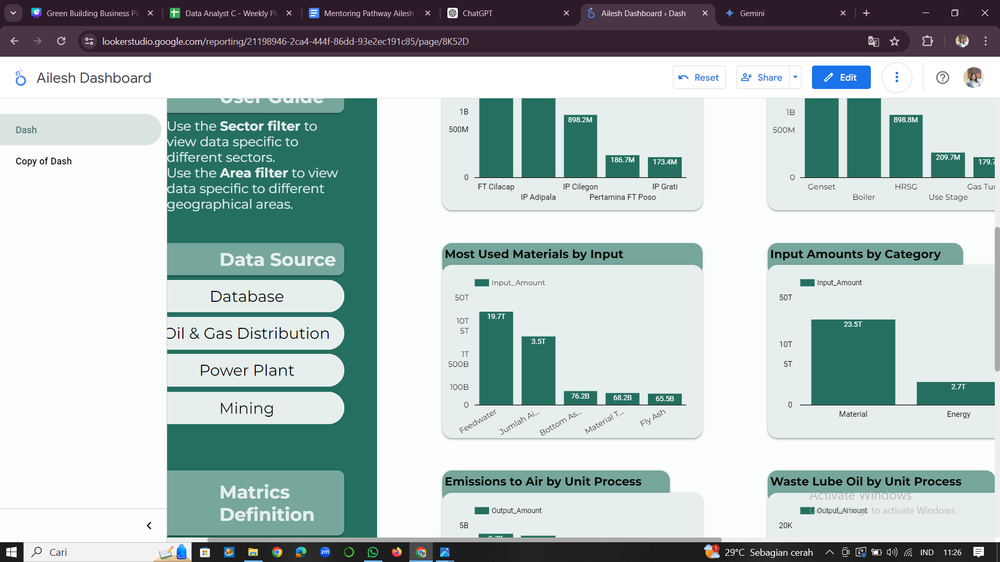 Green Building Business Pl
Data Analyst C - Weekly Pl
Mentoring Pathway Ailesh
ChatGPT
Ailesh Dashboard › Dash
Gemini
lookerstudio.google.com/reporting/21198946-2ca4-444f-86dd-93e2ec191c85/page/8K52D
Ailesh Dashboard
Reset
Share
Edit
Dash
Copy of Dash
User Guide
Use the Sector filter to
view data specific to
different sectors.
Use the Area filter to view
data specific to different
geographical areas.
Data Source
Database
Oil & Gas Distribution
Power Plant
Mining
Matrics
Definition
1B
500M
0
898.2M
186.7M
173.4M
FT Cilacap
IP Adipala
IP Cilegon
Pertamina FT Poso
IP Grati
1B
500M
0
898.8M
209.7M
179.7
Genset
Boiler
HRSG
Use Stage
Gas Tur
Most Used Materials by Input
Input_Amount
50T
10T
5T
1T
500B
100B
0
19.7T
3.5T
76.2B
68.2B
65.5B
Feedwater
Jumlah Ai...
Bottom As...
Material T...
Fly Ash
Input Amounts by Category
Input_Amount
50T
10T
5T
0
23.5T
2.7T
Material
Energy
Emissions to Air by Unit Process
Output_Amount
5B
Waste Lube Oil by Unit Process
Output_Amount
20K
Activate Windows
Go to Settings to activate Windows.
Cari
29°C Sebagian cerah
IND
11:26